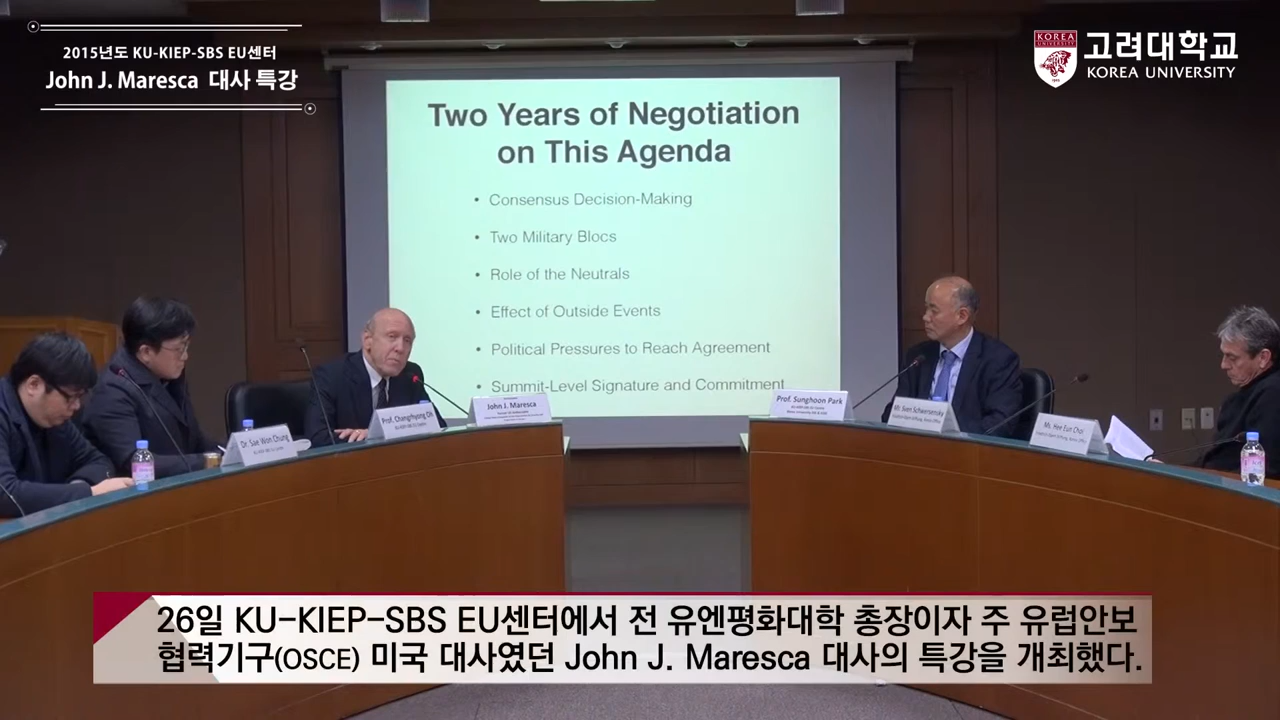 2015년도 KU-KIEP-SBS EU센터
John J. Maresca 대사 특강
KOREA
고려대학교
KOREA UNIVERSITY
Two Years of Negotiation
on This Agenda
• Consensus Decision-Making
• Two Military Blocs
• Role of the Neutrals
• Effect of Outside Events
• Political Pressures to Reach Agreement
• Summit-Level Signature and Commitment
Dr. Sae Won Chung
Prof. Changrhyong Oh
John J. Maresca
Prof. Sunghoon Park
Mr. Sven Schwersensky
Ms. Hee Eun Choi
26일 KU-KIEP-SBS EU센터에서 전 유엔평화대학 총장이자 주 유럽안보
협력기구(OSCE) 미국 대사였던 John J. Maresca 대사의 특강을 개최했다.